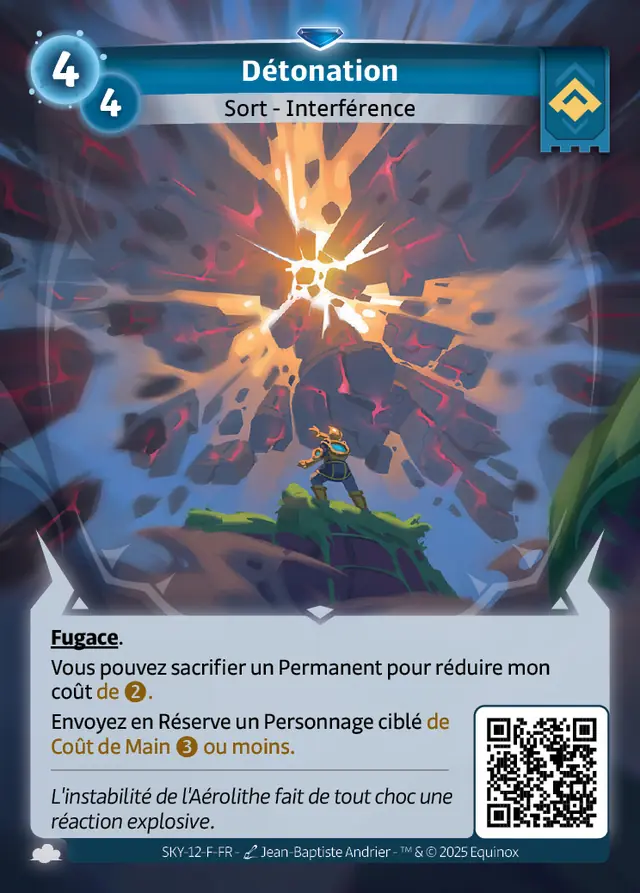 4
4
Détonation
Sort - Interférence
Fugace.
Vous pouvez sacrifier un Permanent pour réduire mon
coût de 2.
Envoyez en Réserve un Personnage ciblé de
Coût de Main 3 ou moins.
L'instabilité de l'Aérolithe fait de tout choc une
réaction explosive.
SKY-12-F-FR - Jean-Baptiste Andrier - ™ & © 2025 Equinox